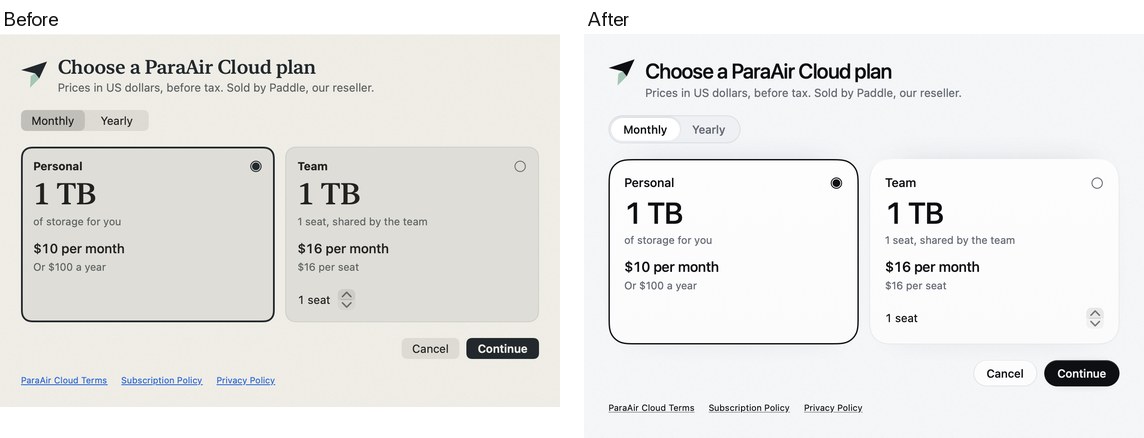 Before
Choose a ParaAir Cloud plan
Prices in US dollars, before tax. Sold by Paddle, our reseller.
Monthly Yearly
Personal
1 TB
of storage for you
$10 per month
Or $100 a year
Team
1 TB
1 seat, shared by the team
$16 per month
$16 per seat
1 seat
Cancel Continue
ParaAir Cloud Terms Subscription Policy Privacy Policy
After
Choose a ParaAir Cloud plan
Prices in US dollars, before tax. Sold by Paddle, our reseller.
Monthly Yearly
Personal
1 TB
of storage for you
$10 per month
Or $100 a year
Team
1 TB
1 seat, shared by the team
$16 per month
$16 per seat
1 seat
Cancel Continue
ParaAir Cloud Terms Subscription Policy Privacy Policy